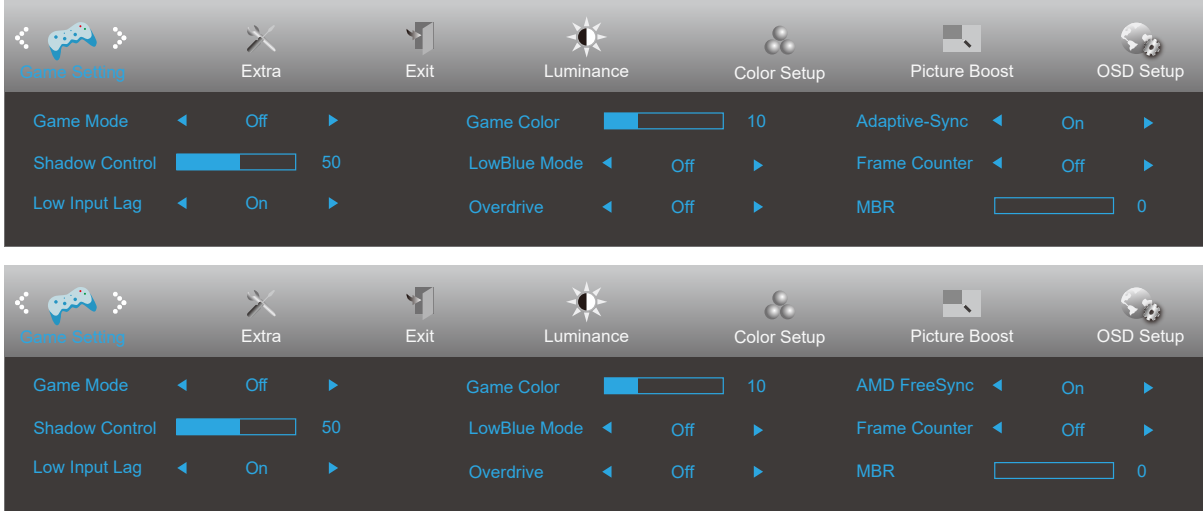 Game Setting Extra Exit Luminance Color Setup Picture Boost OSD Setup
Game Mode Off Game Color 10 Adaptive-Sync On
Shadow Control 50 LowBlue Mode Off Frame Counter Off
Low Input Lag On Overdrive Off MBR 0
Game Setting Extra Exit Luminance Color Setup Picture Boost OSD Setup
Game Mode Off Game Color 10 AMD FreeSync On
Shadow Control 50 LowBlue Mode Off Frame Counter Off
Low Input Lag On Overdrive Off MBR 0